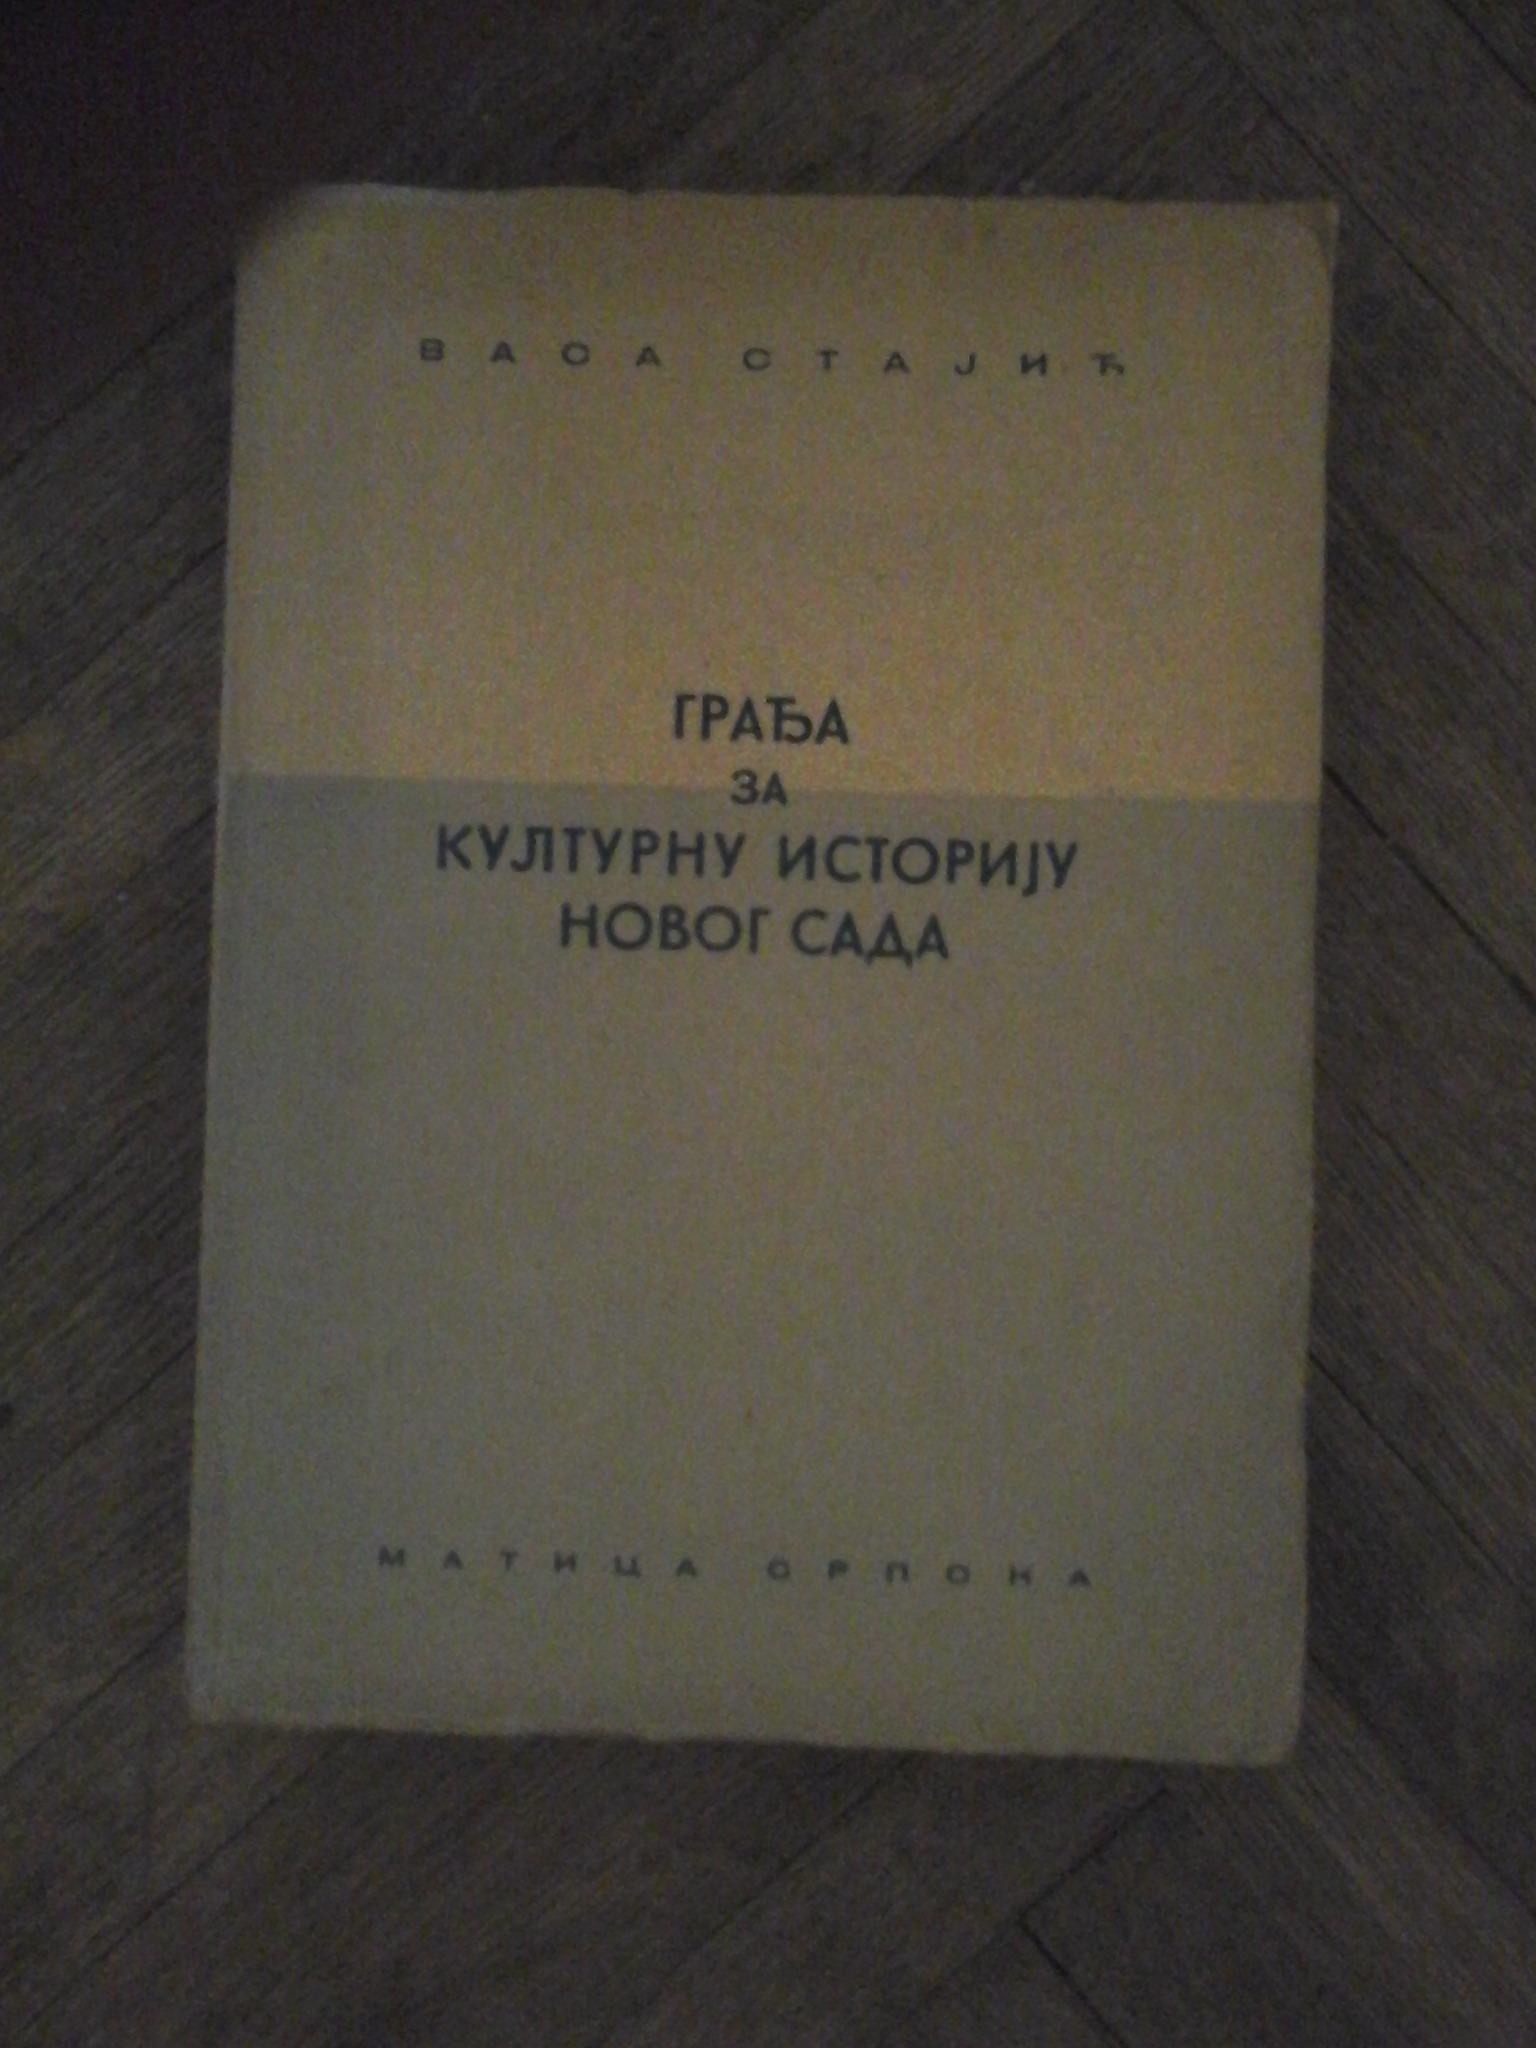 ВАСА СТАЈИЋ
ГРАЂА
ЗА
КУЛТУРНУ ИСТОРИЈУ
НОВОГ САДА
МАТИЦА СРПСКА